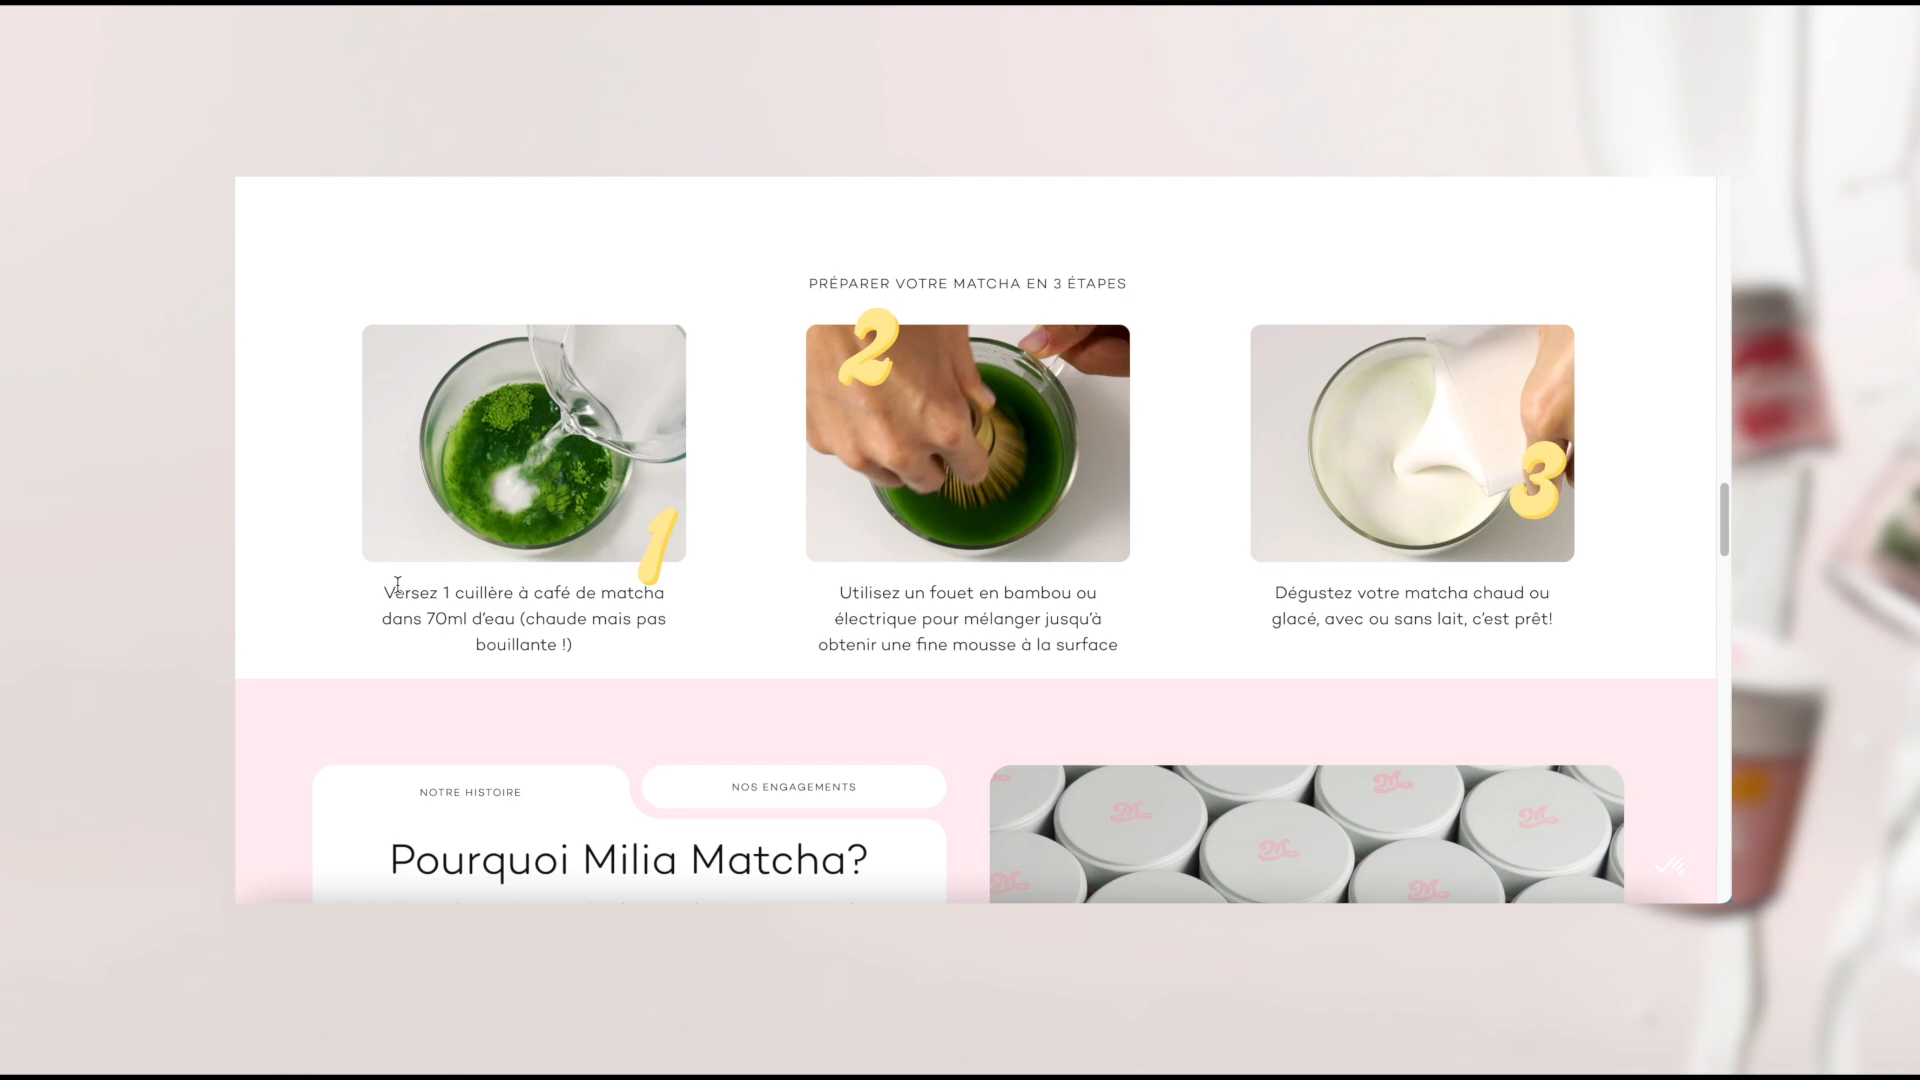 PRÉPARER VOTRE MATCHA EN 3 ÉTAPES
1
2
3
Versez 1 cuillère à café de matcha
dans 70ml d’eau (chaude mais pas
bouillante !)
Utilisez un fouet en bambou ou
électrique pour mélanger jusqu’à
obtenir une fine mousse à la surface
Dégustez votre matcha chaud ou
glacé, avec ou sans lait, c’est prêt!
NOTRE HISTOIRE
NOS ENGAGEMENTS
Pourquoi Milia Matcha?
M
M
M
M
M
M